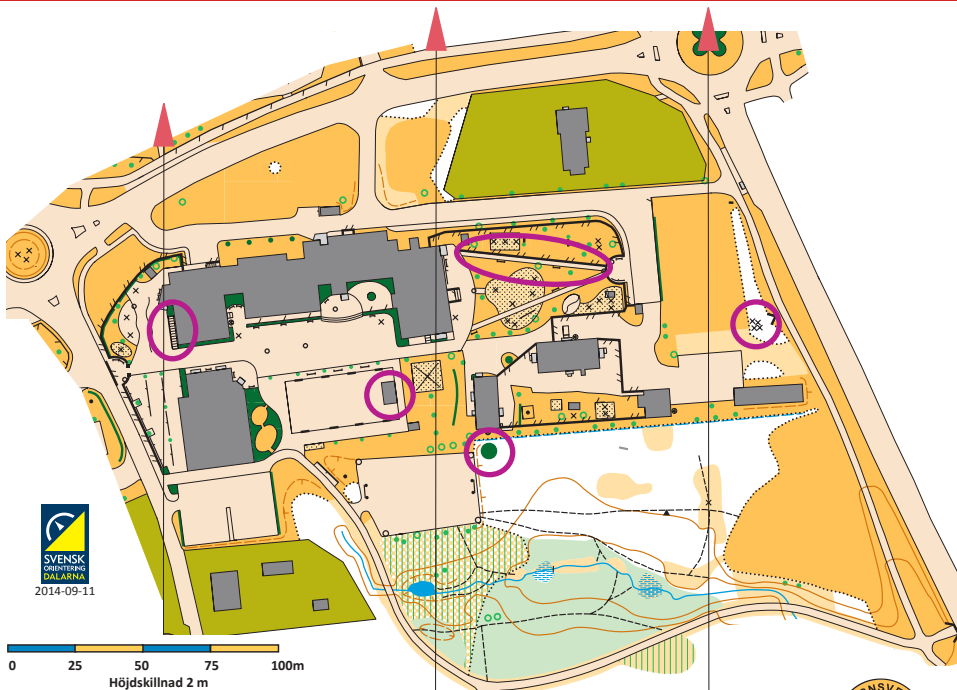 SVENSK
ORIENTERING
DALARNA
2014-09-11
0 25 50 75 100m
Höjdskillnad 2 m